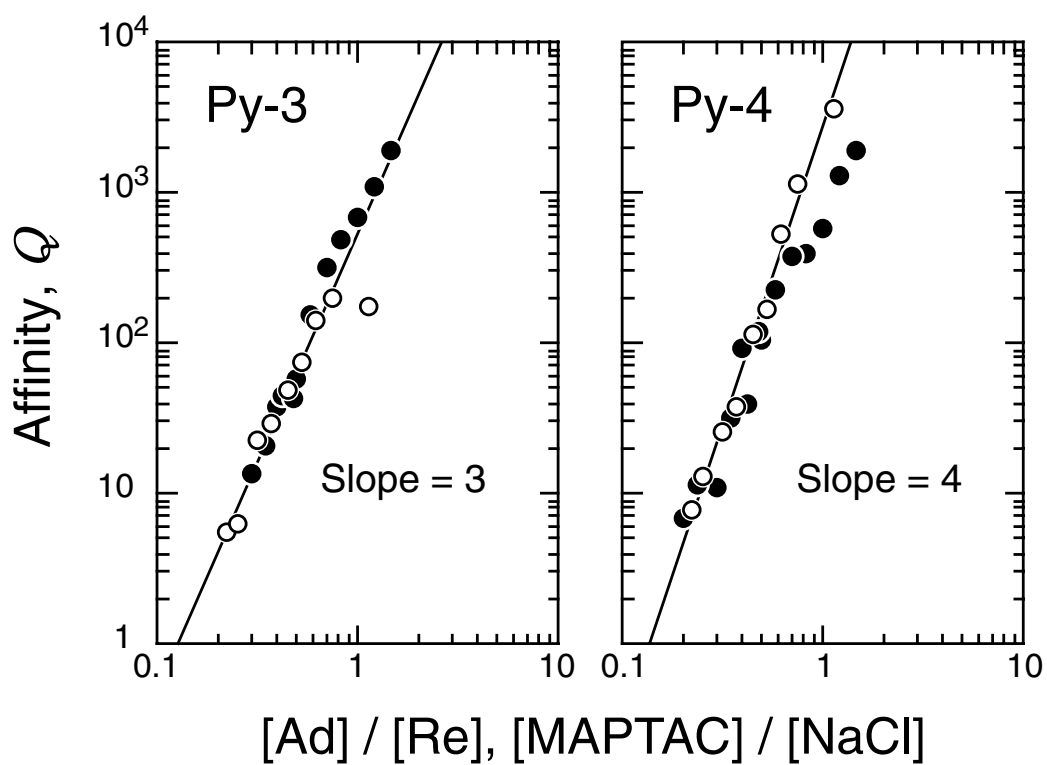 10⁴
10³
10²
10
1
Affinity, Q
Py-3
Slope = 3
0.1 1 10
Py-4
Slope = 4
0.1 1 10
[Ad] / [Re], [MAPTAC] / [NaCl]